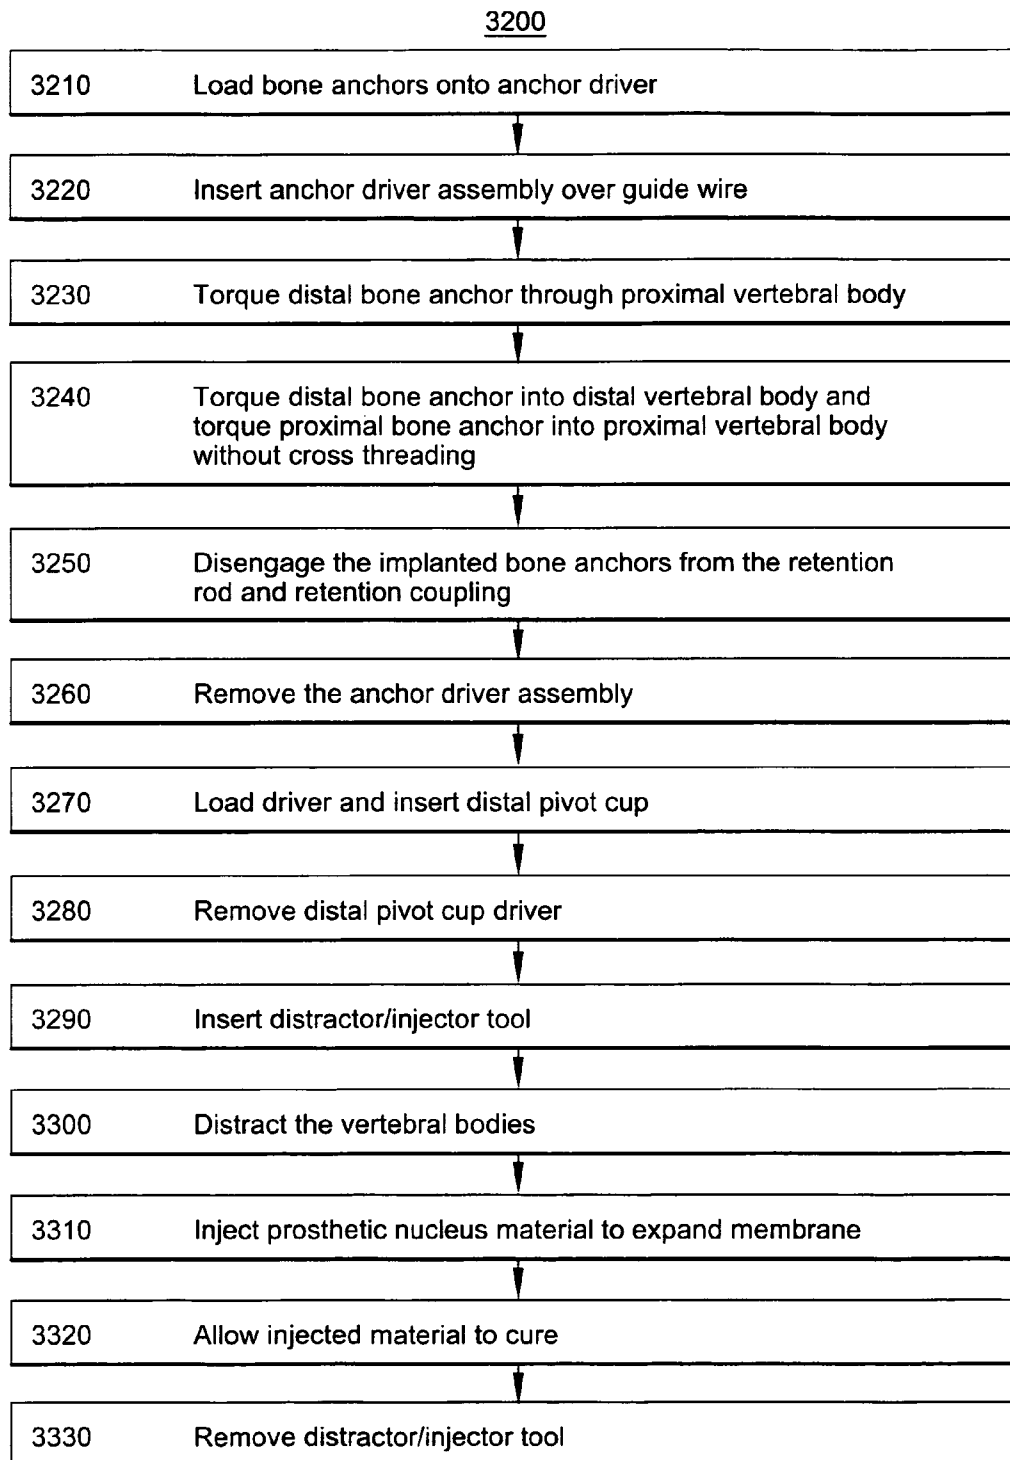 3200
3210 Load bone anchors onto anchor driver
3220 Insert anchor driver assembly over guide wire
3230 Torque distal bone anchor through proximal vertebral body
3240 Torque distal bone anchor into distal vertebral body and
torque proximal bone anchor into proximal vertebral body
without cross threading
3250 Disengage the implanted bone anchors from the retention
rod and retention coupling
3260 Remove the anchor driver assembly
3270 Load driver and insert distal pivot cup
3280 Remove distal pivot cup driver
3290 Insert distractor/injector tool
3300 Distract the vertebral bodies
3310 Inject prosthetic nucleus material to expand membrane
3320 Allow injected material to cure
3330 Remove distractor/injector tool